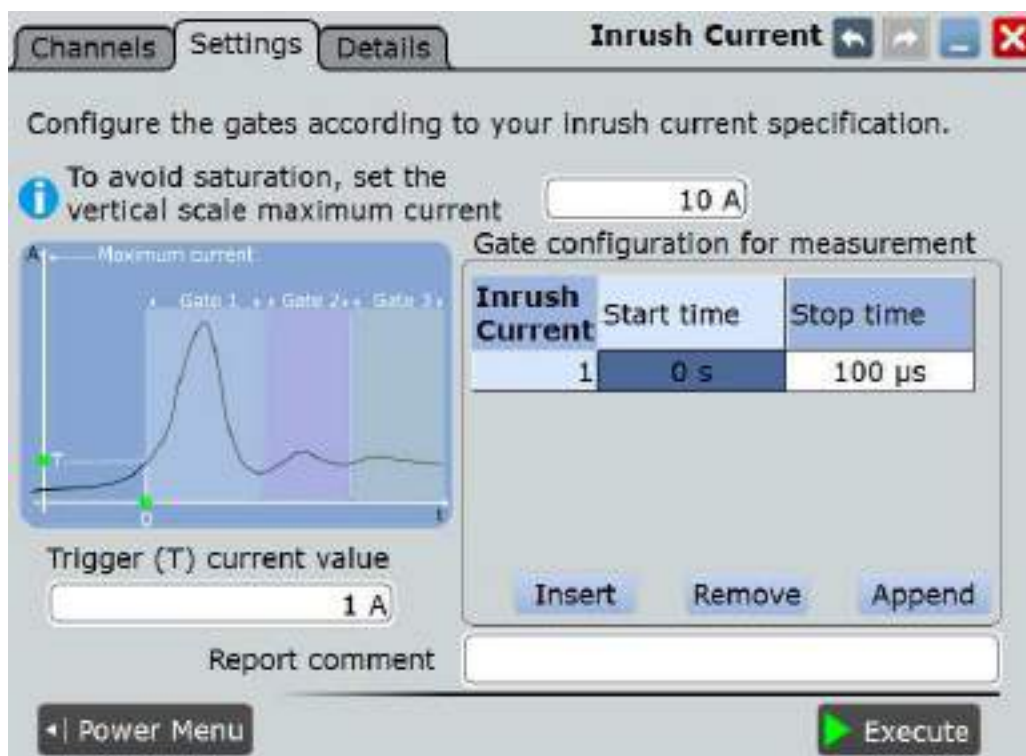 Channels Settings Details Inrush Current
Configure the gates according to your inrush current specification.
To avoid saturation, set the
vertical scale maximum current
10 A
A Maximum current
Gate 1 Gate 2 Gate 3
T
0 t
Gate configuration for measurement
Inrush Current Start time Stop time
1 0 s 100 µs
Trigger (T) current value
1 A
Insert Remove Append
Report comment
Power Menu Execute